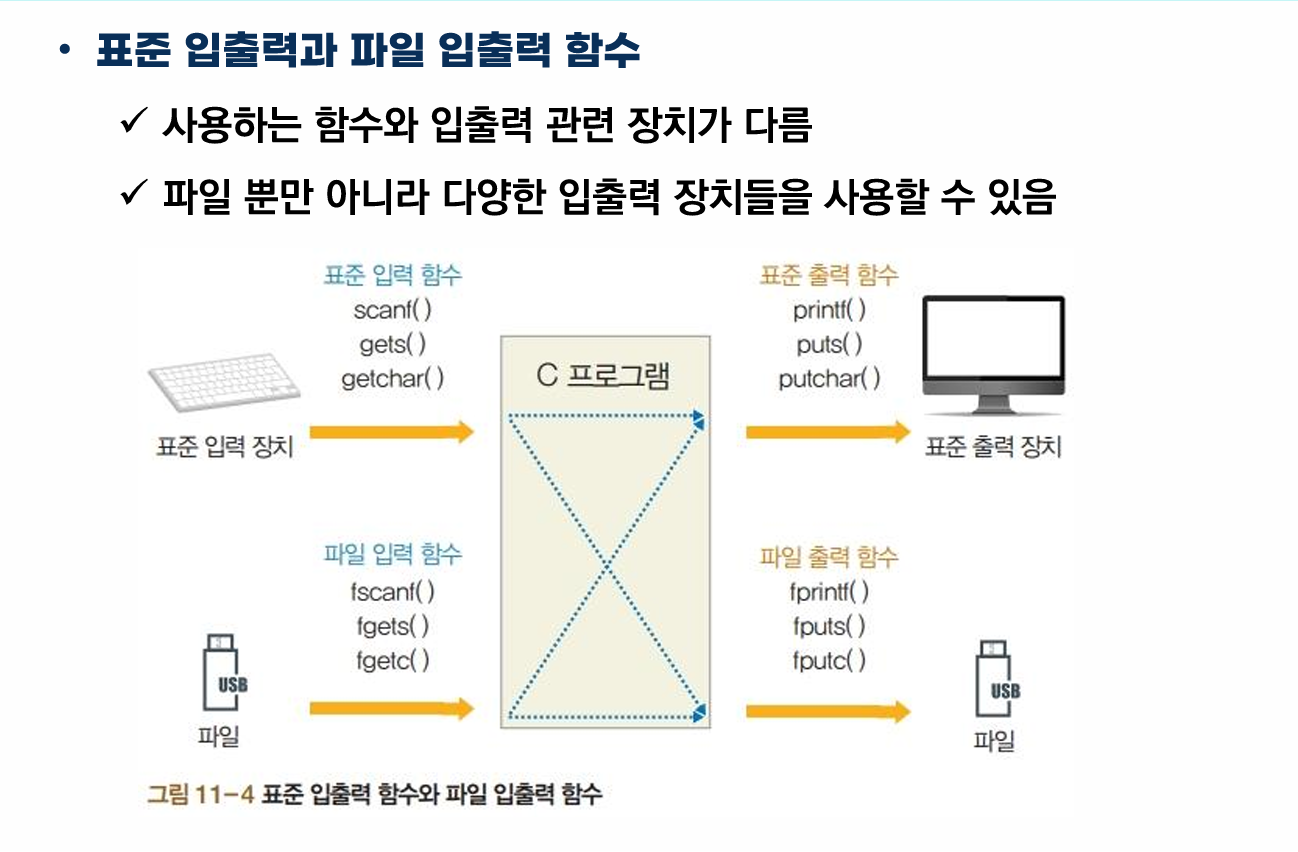 • 표준 입출력과 파일 입출력 함수
✓ 사용하는 함수와 입출력 관련 장치가 다름
✓ 파일 뿐만 아니라 다양한 입출력 장치들을 사용할 수 있음
표준 입력 함수
scanf( )
gets( )
getchar( )
표준 입력 장치
C 프로그램
표준 출력 함수
printf( )
puts( )
putchar( )
표준 출력 장치
파일 입력 함수
fscanf( )
fgets( )
fgetc( )
USB
파일
파일 출력 함수
fprintf( )
fputs( )
fputc( )
USB
파일
그림 11-4 표준 입출력 함수와 파일 입출력 함수